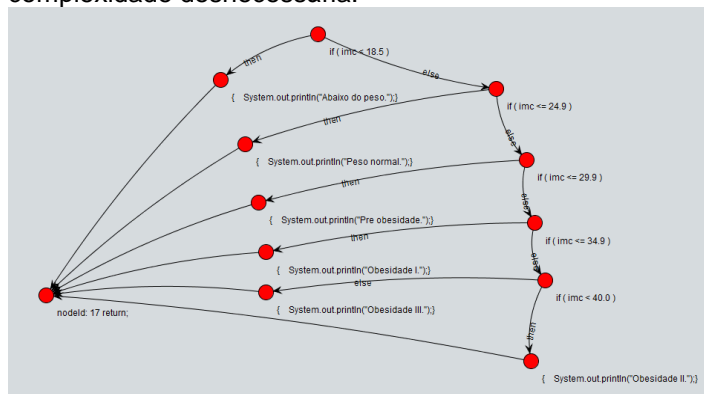 complexidade desnecessária.
if ( imc < 18.5 )
then
else
{ System.out.println("Abaixo do peso.");}
if ( imc <= 24.9 )
then
else
{ System.out.println("Peso normal.");}
if ( imc <= 29.9 )
then
else
{ System.out.println("Pre obesidade.");}
if ( imc <= 34.9 )
then
else
{ System.out.println("Obesidade I.");}
else
if ( imc < 40.0 )
{ System.out.println("Obesidade III.");}
nodeId: 17 return;
then
{ System.out.println("Obesidade II.");}